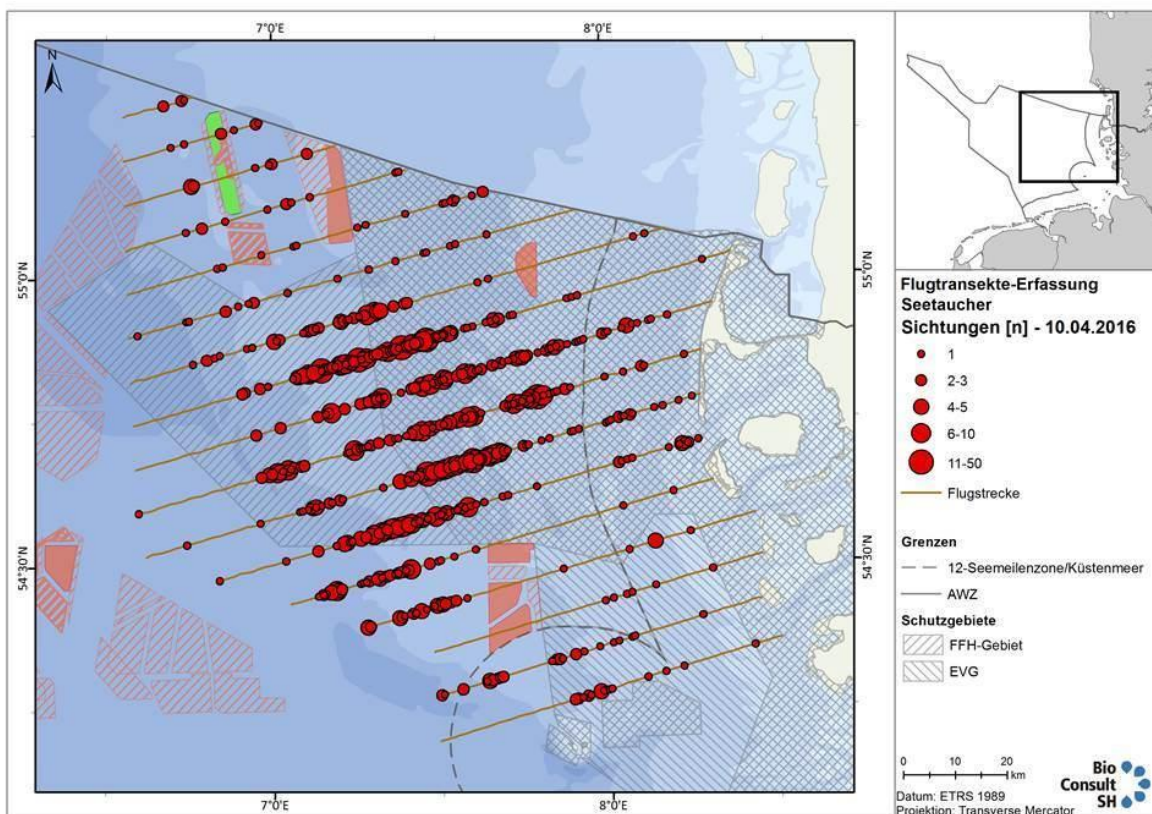 7°0'E
8°0'E
N
55°0'N
55°0'N
54°30'N
54°30'N
7°0'E
8°0'E
Flugtransekte-Erfassung
Seetaucher
Sichtungen [n] - 10.04.2016
1
2-3
4-5
6-10
11-50
Flugstrecke
Grenzen
12-Seemeilenzone/Küstenmeer
AWZ
Schutzgebiete
FFH-Gebiet
EVG
0 10 20
km
Bio
Consult
SH
Datum: ETRS 1989
Projektion: Transverse Mercator